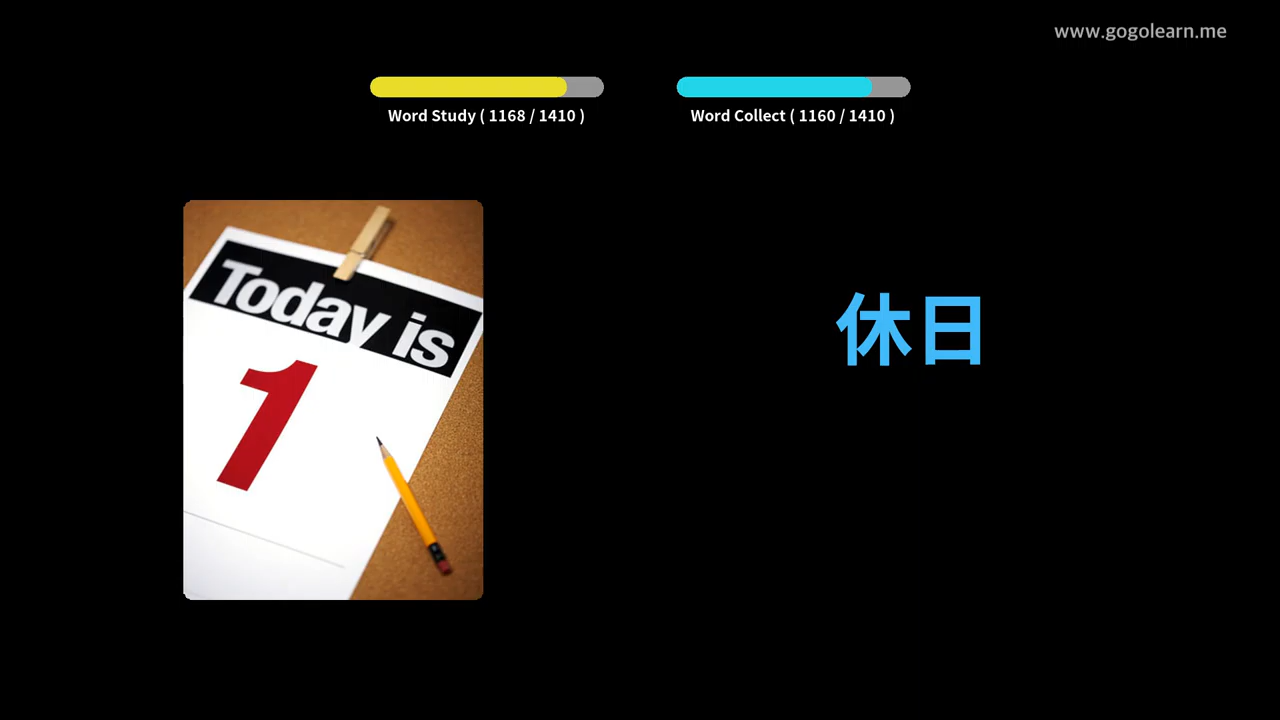 www.gogolearn.me
Word Study ( 1168 / 1410 )
Word Collect ( 1160 / 1410 )
Today is
1
休日